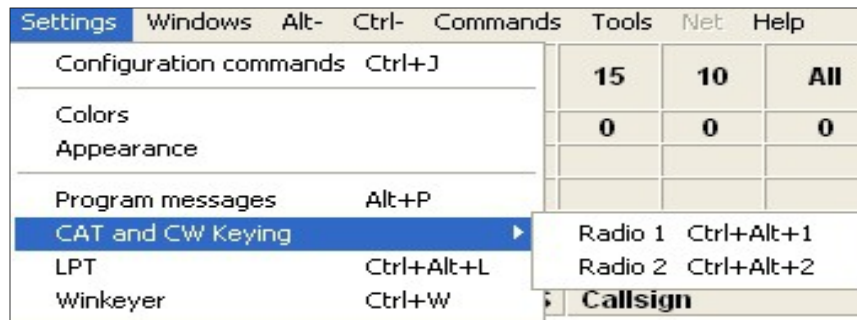 Settings Windows Alt- Ctrl- Commands Tools Net Help
Configuration commands Ctrl+J
15 10 All
Colors
0 0 0
Appearance
Program messages Alt+P
CAT and CW Keying
Radio 1 Ctrl+Alt+1
LPT Ctrl+Alt+L
Radio 2 Ctrl+Alt+2
Winkeyer Ctrl+W
Callsign